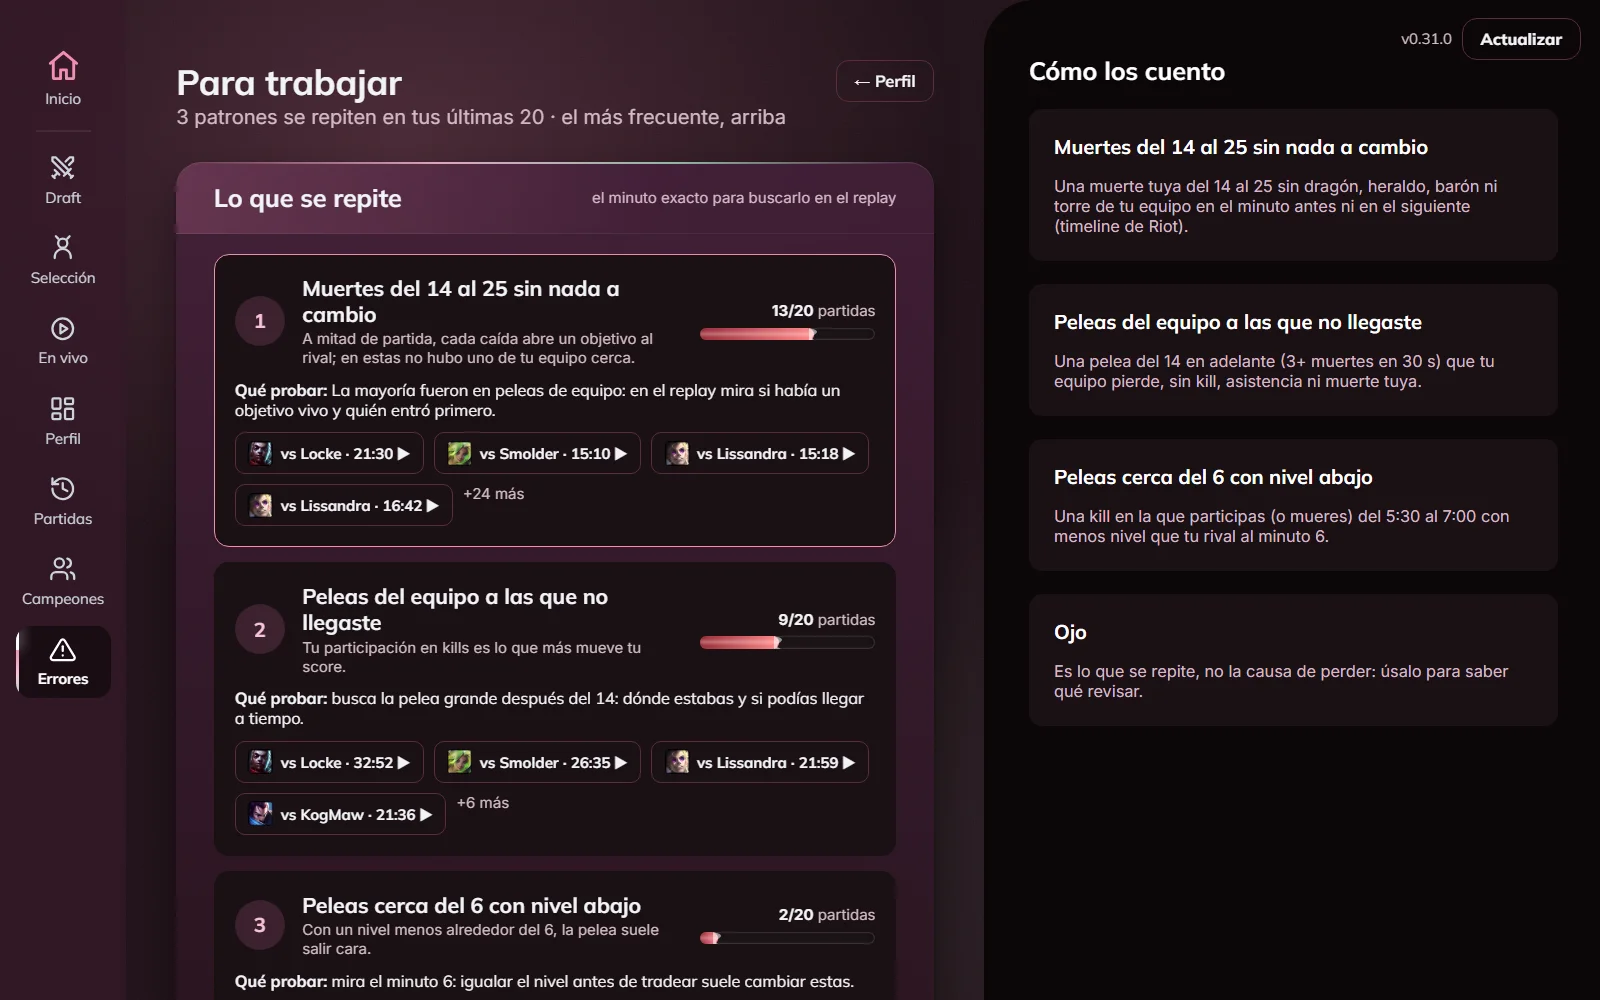 Inicio
Draft
Selección
En vivo
Perfil
Partidas
Campeones
Errores
Para trabajar
← Perfil
3 patrones se repiten en tus últimas 20 · el más frecuente, arriba
Lo que se repite
el minuto exacto para buscarlo en el replay
1
Muertes del 14 al 25 sin nada a
cambio
A mitad de partida, cada caída abre un objetivo al
rival; en estas no hubo uno de tu equipo cerca.
13/20 partidas
Qué probar: La mayoría fueron en peleas de equipo: en el replay mira si había un
objetivo vivo y quién entró primero.
vs Locke · 21:30 ▶
vs Smolder · 15:10 ▶
vs Lissandra · 15:18 ▶
vs Lissandra · 16:42 ▶
+24 más
2
Peleas del equipo a las que no
llegaste
Tu participación en kills es lo que más mueve tu
score.
9/20 partidas
Qué probar: busca la pelea grande después del 14: dónde estabas y si podías llegar
a tiempo.
vs Locke · 32:52 ▶
vs Smolder · 26:35 ▶
vs Lissandra · 21:59 ▶
vs KogMaw · 21:36 ▶
+6 más
3
Peleas cerca del 6 con nivel abajo
Con un nivel menos alrededor del 6, la pelea suele
salir cara.
2/20 partidas
Qué probar: mira el minuto 6: igualar el nivel antes de tradear suele cambiar estas.
v0.31.0
Actualizar
Cómo los cuento
Muertes del 14 al 25 sin nada a cambio
Una muerte tuya del 14 al 25 sin dragón, heraldo, barón ni
torre de tu equipo en el minuto antes ni en el siguiente
(timeline de Riot).
Peleas del equipo a las que no llegaste
Una pelea del 14 en adelante (3+ muertes en 30 s) que tu
equipo pierde, sin kill, asistencia ni muerte tuya.
Peleas cerca del 6 con nivel abajo
Una kill en la que participas (o mueres) del 5:30 al 7:00 con
menos nivel que tu rival al minuto 6.
Ojo
Es lo que se repite, no la causa de perder: úsalo para saber
qué revisar.